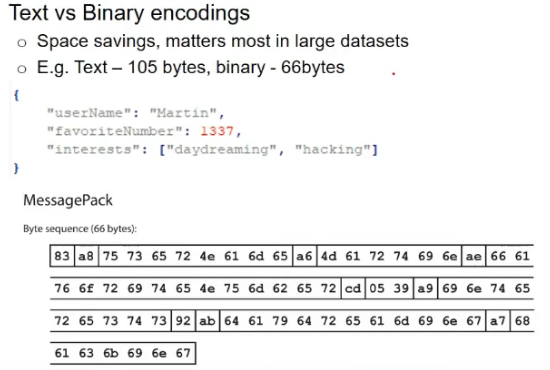 Text vs Binary encodings
o Space savings, matters most in large datasets
o E.g. Text – 105 bytes, binary - 66bytes
{
"userName": "Martin",
"favoriteNumber": 1337,
"interests": ["daydreaming", "hacking"]
}
MessagePack
Byte sequence (66 bytes):
83 a8 75 73 65 72 4e 61 6d 65 a6 4d 61 72 74 69 6e ae 66 61
76 6f 72 69 74 65 4e 75 6d 62 65 72 cd 05 39 a9 69 6e 74 65
72 65 73 74 73 92 ab 64 61 79 64 72 65 61 6d 69 6e 67 a7 68
61 63 6b 69 6e 67